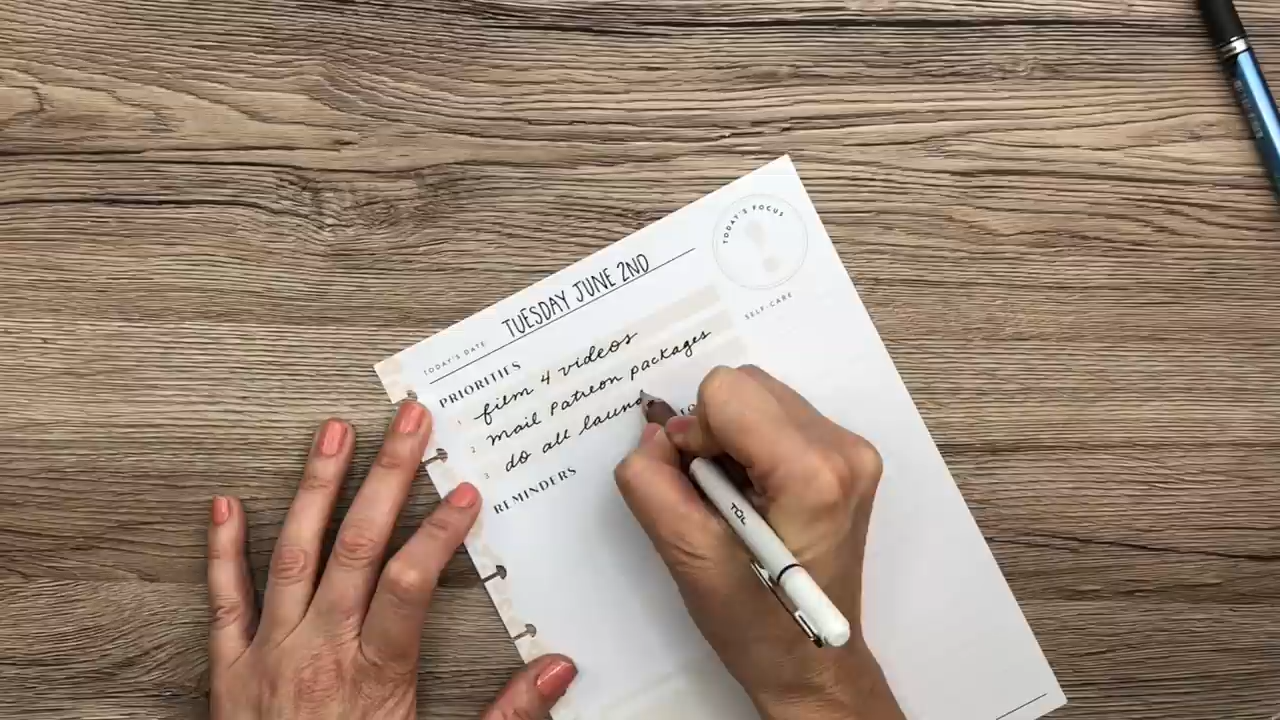 TODAY'S FOCUS
TODAY'S DATE TUESDAY JUNE 2ND
SELF-CARE
PRIORITIES
1 film 4 videos
2 mail Patreon packages
3 do all laund
REMINDERS